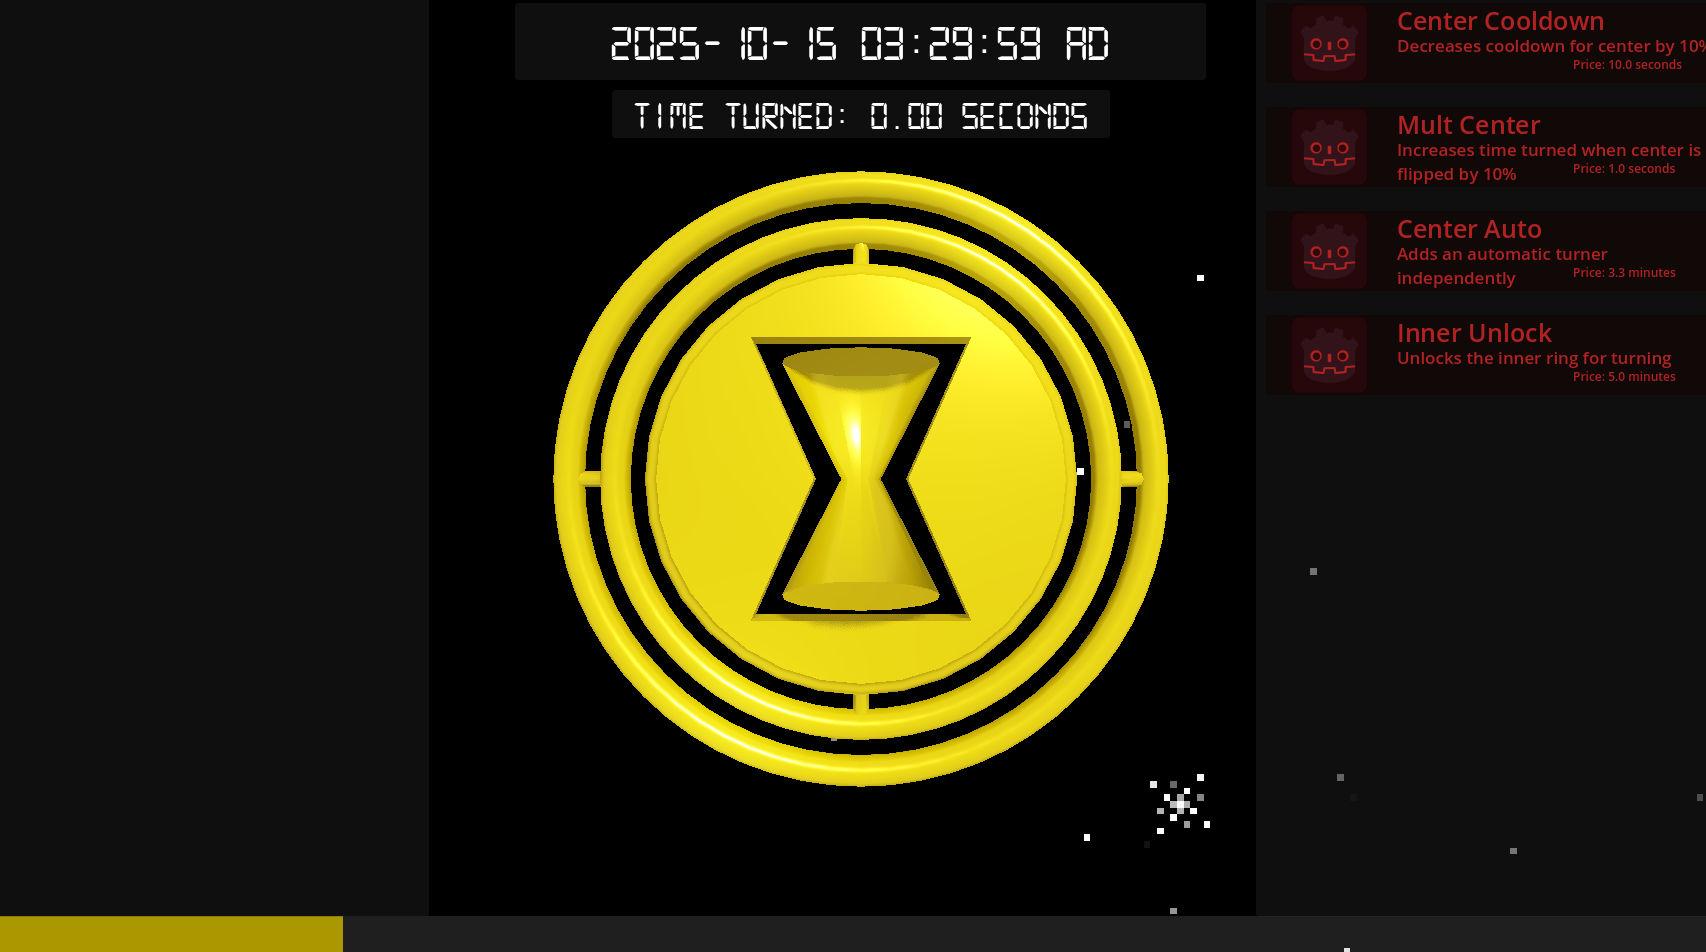 2025-10-15 03:29:59 AD
TIME TURNED: 0.00 SECONDS
Center Cooldown
Decreases cooldown for center by 10%
Price: 10.0 seconds
Mult Center
Increases time turned when center is
flipped by 10%
Price: 1.0 seconds
Center Auto
Adds an automatic turner
independently
Price: 3.3 minutes
Inner Unlock
Unlocks the inner ring for turning
Price: 5.0 minutes